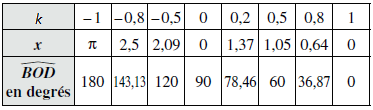 k −1 −0,8 −0,5 0 0,2 0,5 0,8 1
x π 2,5 2,09 0 1,37 1,05 0,64 0
BOD en degrés 180 143,13 120 90 78,46 60 36,87 0